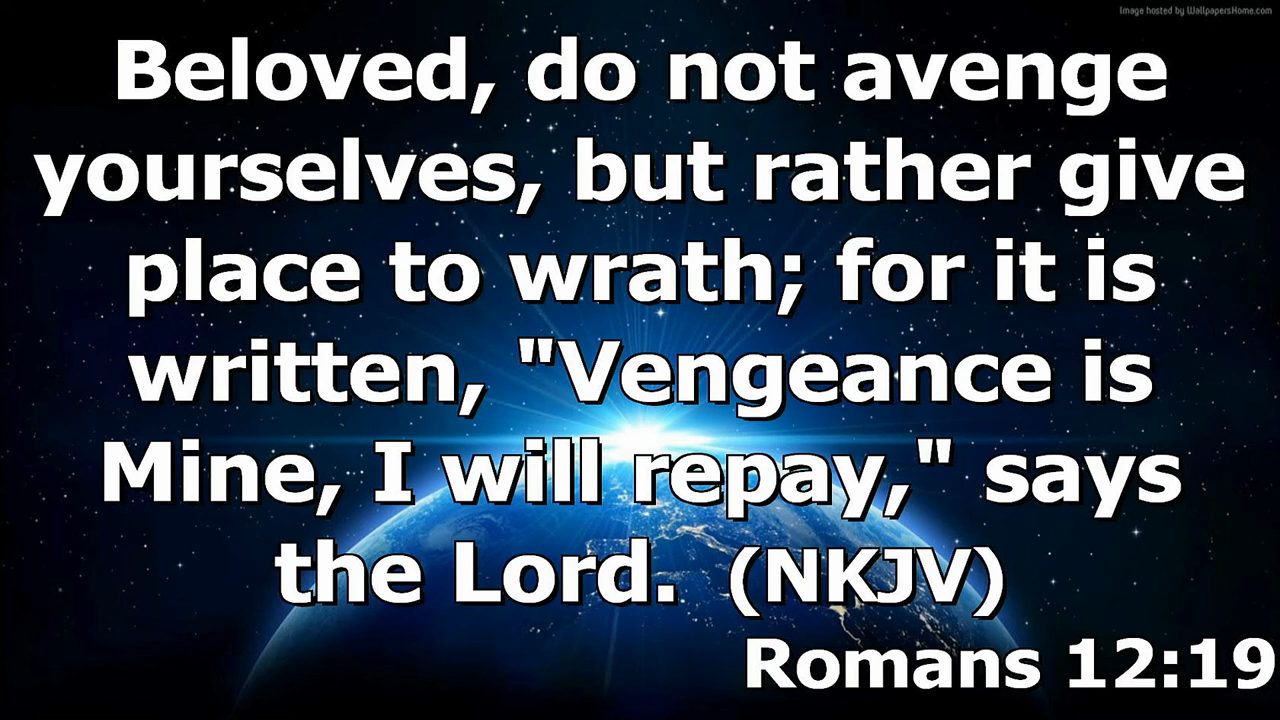 Image hosted by WallpapersHome.com
Beloved, do not avenge
yourselves, but rather give
place to wrath; for it is
written, "Vengeance is
Mine, I will repay," says
the Lord. (NKJV)
Romans 12:19